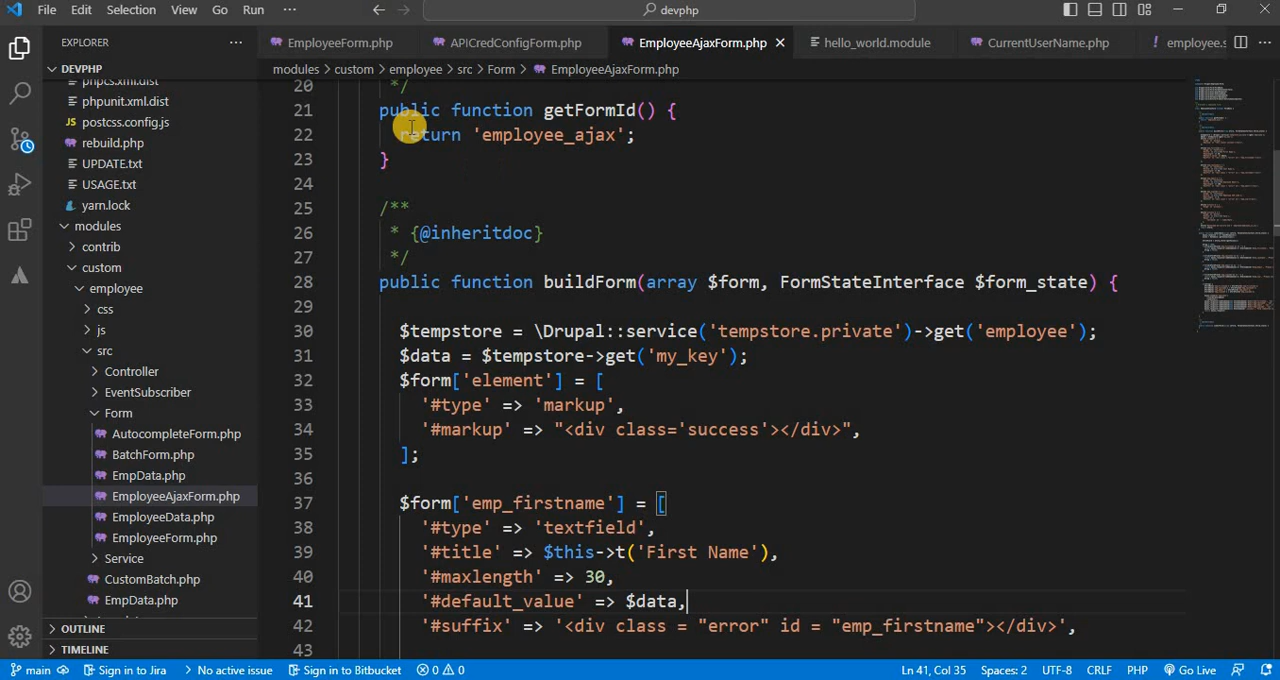 File Edit Selection View Go Run ··· devphp
EXPLORER ···
EmployeeForm.php APICredConfigForm.php EmployeeAjaxForm.php hello_world.module CurrentUserName.php employee.s ···
DEVPHP
modules > custom > employee > src > Form > EmployeeAjaxForm.php
phpcs.xml.dist
phpunit.xml.dist
postcss.config.js
rebuild.php
UPDATE.txt
USAGE.txt
yarn.lock
modules
contrib
custom
employee
css
js
src
Controller
EventSubscriber
Form
AutocompleteForm.php
BatchForm.php
EmpData.php
EmployeeAjaxForm.php
EmployeeData.php
EmployeeForm.php
Service
CustomBatch.php
EmpData.php
OUTLINE
TIMELINE
20 */
21 public function getFormId() {
22 return 'employee_ajax';
23 }
24
25 /**
26 * {@inheritdoc}
27 */
28 public function buildForm(array $form, FormStateInterface $form_state) {
29
30 $tempstore = \Drupal::service('tempstore.private')->get('employee');
31 $data = $tempstore->get('my_key');
32 $form['element'] = [
33 '#type' => 'markup',
34 '#markup' => "<div class='success'></div>",
35 ];
36
37 $form['emp_firstname'] = [
38 '#type' => 'textfield',
39 '#title' => $this->t('First Name'),
40 '#maxlength' => 30,
41 '#default_value' => $data,
42 '#suffix' => '<div class = "error" id = "emp_firstname"></div>',
43
main Sign in to Jira No active issue Sign in to Bitbucket 0 0 Ln 41, Col 35 Spaces: 2 UTF-8 CRLF PHP Go Live